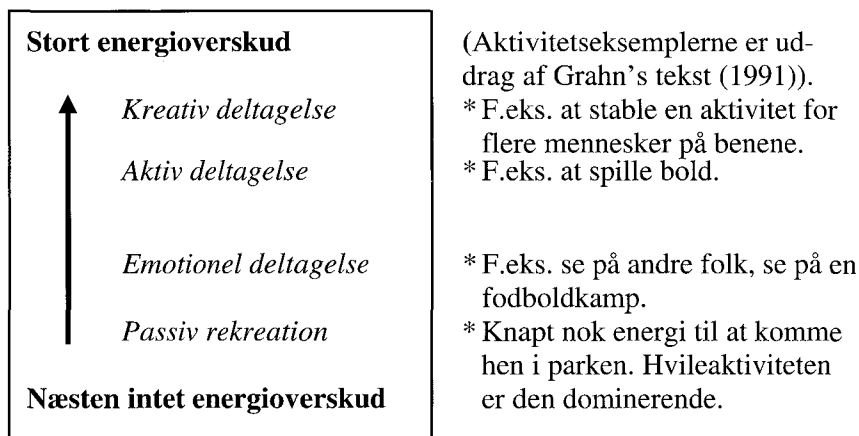 Stort energioverskud
Kreativ deltagelse
Aktiv deltagelse
Emotionel deltagelse
Passiv rekreation
Næsten intet energioverskud
(Aktivitetseksemplerne er ud-
drag af Grahn's tekst (1991)).
* F.eks. at stable en aktivitet for
flere mennesker på benene.
* F.eks. at spille bold.
* F.eks. se på andre folk, se på en
fodboldkamp.
* Knapt nok energi til at komme
hen i parken. Hvileaktiviteten
er den dominerende.